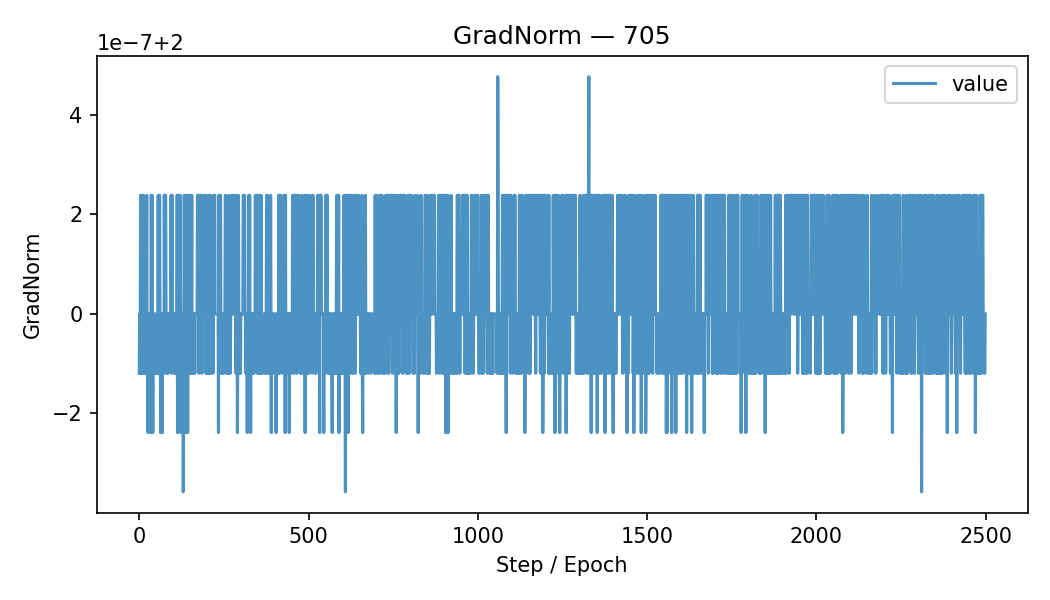 GradNorm — 705
1e−7+2
value
4
2
0
−2
GradNorm
0 500 1000 1500 2000 2500
Step / Epoch